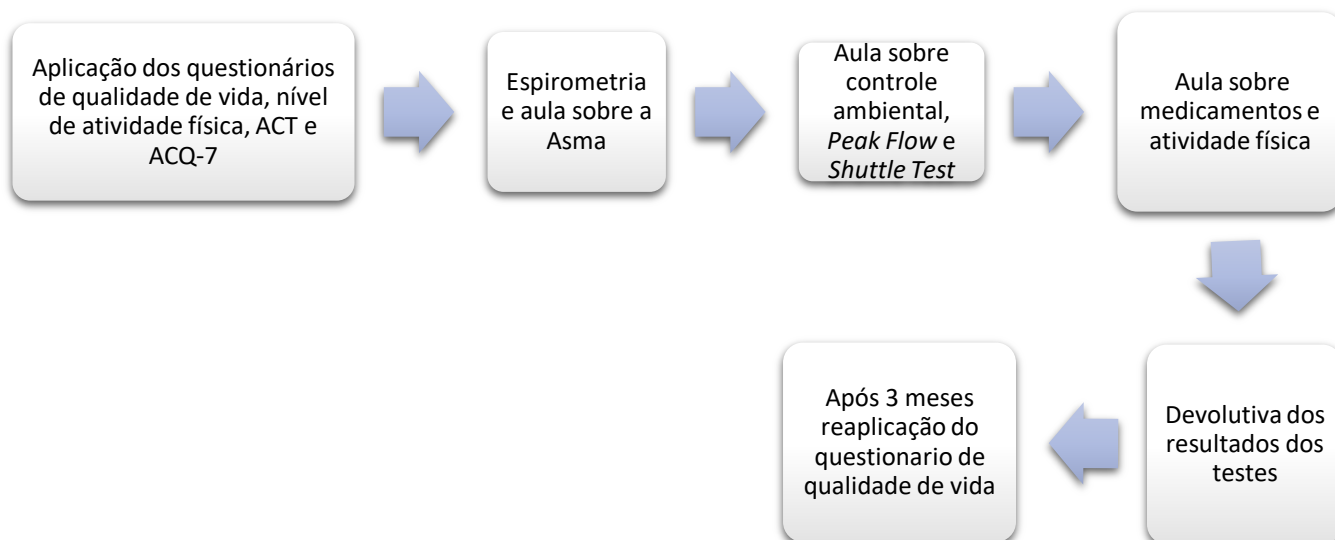 Aplicação dos questionários
de qualidade de vida, nível
de atividade física, ACT e
ACQ-7
Espirometria
e aula sobre a
Asma
Aula sobre
controle
ambiental,
Peak Flow e
Shuttle Test
Aula sobre
medicamentos e
atividade física
Devolutiva dos
resultados dos
testes
Após 3 meses
reaplicação do
questionario de
qualidade de vida